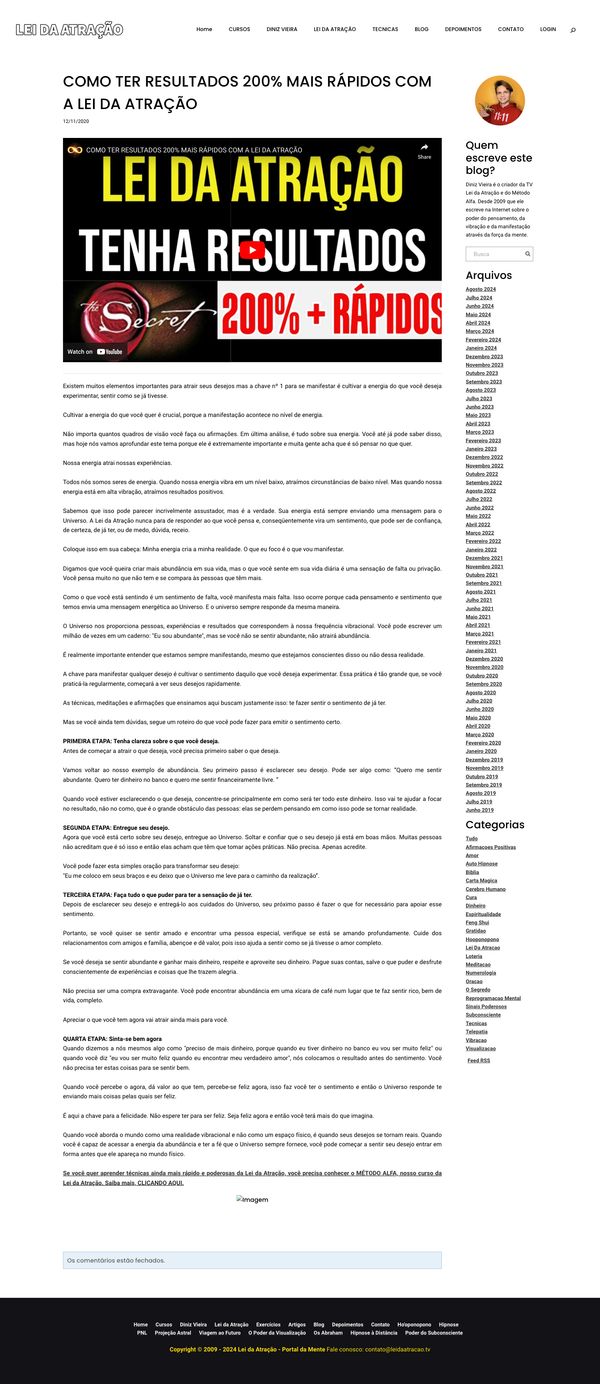 LEI DA ATRAÇÃO
Home CURSOS DINIZ VIEIRA LEI DA ATRAÇÃO TECNICAS BLOG DEPOIMENTOS CONTATO LOGIN
COMO TER RESULTADOS 200% MAIS RÁPIDOS COM
A LEI DA ATRAÇÃO
12/11/2020
COMO TER RESULTADOS 200% MAIS RÁPIDOS COM A LEI DA ATRAÇÃO
Share
LEI DA ATRAÇÃO
TENHA RESULTADOS
the Secret
200% + RÁPIDOS
Watch on YouTube
Existem muitos elementos importantes para atrair seus desejos mas a chave nº 1 para se manifestar é cultivar a energia do que você deseja
experimentar, sentir como se já tivesse.
Cultivar a energia do que você quer é crucial, porque a manifestação acontece no nível de energia.
Não importa quantos quadros de visão você faça ou afirmações. Em última análise, é tudo sobre sua energia. Você até já pode saber disso,
mas hoje nós vamos aprofundar este tema porque ele é extremamente importante e muita gente acha que é só pensar no que quer.
Nossa energia atrai nossas experiências.
Todos nós somos seres de energia. Quando nossa energia vibra em um nível baixo, atraímos circunstâncias de baixo nível. Mas quando nossa
energia está em alta vibração, atraímos resultados positivos.
Sabemos que isso pode parecer incrivelmente assustador, mas é a verdade. Sua energia está sempre enviando uma mensagem para o
Universo. A Lei da Atração nunca para de responder ao que você pensa e, conseqüentemente vira um sentimento, que pode ser de confiança,
de certeza, de já ter, ou de medo, dúvida, receio.
Coloque isso em sua cabeça: Minha energia cria a minha realidade. O que eu foco é o que vou manifestar.
Digamos que você queira criar mais abundância em sua vida, mas o que você sente em sua vida diária é uma sensação de falta ou privação.
Você pensa muito no que não tem e se compara às pessoas que têm mais.
Como o que você está sentindo é um sentimento de falta, você manifesta mais falta. Isso ocorre porque cada pensamento e sentimento que
temos envia uma mensagem energética ao Universo. E o universo sempre responde da mesma maneira.
O Universo nos proporciona pessoas, experiências e resultados que correspondem à nossa frequência vibracional. Você pode escrever um
milhão de vezes em um caderno: "Eu sou abundante", mas se você não se sentir abundante, não atrairá abundância.
É realmente importante entender que estamos sempre manifestando, mesmo que estejamos conscientes disso ou não dessa realidade.
A chave para manifestar qualquer desejo é cultivar o sentimento daquilo que você deseja experimentar. Essa prática é tão grande que, se você
praticá-la regularmente, começará a ver seus desejos rapidamente.
As técnicas, meditações e afirmações que ensinamos aqui buscam justamente isso: te fazer sentir o sentimento de já ter.
Mas se você ainda tem dúvidas, segue um roteiro do que você pode fazer para emitir o sentimento certo.
PRIMEIRA ETAPA: Tenha clareza sobre o que você deseja.
Antes de começar a atrair o que deseja, você precisa primeiro saber o que deseja.
Vamos voltar ao nosso exemplo de abundância. Seu primeiro passo é esclarecer seu desejo. Pode ser algo como: "Quero me sentir
abundante. Quero ter dinheiro no banco e quero me sentir financeiramente livre. "
Quando você estiver esclarecendo o que deseja, concentre-se principalmente em como será ter todo este dinheiro. Isso vai te ajudar a focar
no resultado, não no como, que é o grande obstáculo das pessoas: elas se perdem pensando em como isso pode se tornar realidade.
SEGUNDA ETAPA: Entregue seu desejo.
Agora que você está certo sobre seu desejo, entregue ao Universo. Soltar e confiar que o seu desejo já está em boas mãos. Muitas pessoas
não acreditam que é só isso e então elas acham que têm que tomar ações práticas. Não precisa. Apenas acredite.
Você pode fazer esta simples oração para transformar seu desejo:
"Eu me coloco em seus braços e eu deixo que o Universo me leve para o caminho da realização".
TERCEIRA ETAPA: Faça tudo o que puder para ter a sensação de já ter.
Depois de esclarecer seu desejo e entregá-lo aos cuidados do Universo, seu próximo passo é fazer o que for necessário para apoiar esse
sentimento.
Portanto, se você quiser se sentir amado e encontrar uma pessoa especial, verifique se está se amando profundamente. Cuide dos
relacionamentos com amigos e família, abençoe e dê valor, pois isso ajuda a sentir como se já tivesse o amor completo.
Se você deseja se sentir abundante e ganhar mais dinheiro, respeite e aproveite seu dinheiro. Pague suas contas, salve o que puder e desfrute
conscientemente de experiências e coisas que lhe trazem alegria.
Não precisa ser uma compra extravagante. Você pode encontrar abundância em uma xícara de café num lugar que te faz sentir rico, bem de
vida, completo.
Apreciar o que você tem agora vai atrair ainda mais para você.
QUARTA ETAPA: Sinta-se bem agora
Quando dizemos a nós mesmos algo como "preciso de mais dinheiro, porque quando eu tiver dinheiro no banco eu vou ser muito feliz" ou
quando você diz "eu vou ser muito feliz quando eu encontrar meu verdadeiro amor", nós colocamos o resultado antes do sentimento. Você
não precisa ter estas coisas para se sentir bem.
Quando você percebe o agora, dá valor ao que tem, percebe-se feliz agora, isso faz você ter o sentimento e então o Universo responde te
enviando mais coisas pelas quais ser feliz.
É aqui a chave para a felicidade. Não espere ter para ser feliz. Seja feliz agora e então você terá mais do que imagina.
Quando você aborda o mundo como uma realidade vibracional e não como um espaço físico, é quando seus desejos se tornam reais. Quando
você é capaz de acessar a energia da abundância e ter a fé que o Universo sempre fornece, você pode começar a sentir seu desejo entrar em
forma antes que ele apareça no mundo físico.
Se você quer aprender técnicas ainda mais rápido e poderosas da Lei da Atração, você precisa conhecer o MÉTODO ALFA, nosso curso da
Lei da Atração. Saiba mais, CLICANDO AQUI.
Imagem
Os comentários estão fechados.
11:11
Quem
escreve este
blog?
Diniz Vieira é o criador da TV
Lei da Atração e do Método
Alfa. Desde 2009 que ele
escreve na Internet sobre o
poder do pensamento, da
vibração e da manifestação
através da força da mente.
Busca
Arquivos
Agosto 2024
Julho 2024
Junho 2024
Maio 2024
Abril 2024
Março 2024
Fevereiro 2024
Janeiro 2024
Dezembro 2023
Novembro 2023
Outubro 2023
Setembro 2023
Agosto 2023
Julho 2023
Junho 2023
Maio 2023
Abril 2023
Março 2023
Fevereiro 2023
Janeiro 2023
Dezembro 2022
Novembro 2022
Outubro 2022
Setembro 2022
Agosto 2022
Julho 2022
Junho 2022
Maio 2022
Abril 2022
Março 2022
Fevereiro 2022
Janeiro 2022
Dezembro 2021
Novembro 2021
Outubro 2021
Setembro 2021
Agosto 2021
Julho 2021
Junho 2021
Maio 2021
Abril 2021
Março 2021
Fevereiro 2021
Janeiro 2021
Dezembro 2020
Novembro 2020
Outubro 2020
Setembro 2020
Agosto 2020
Julho 2020
Junho 2020
Maio 2020
Abril 2020
Março 2020
Fevereiro 2020
Janeiro 2020
Dezembro 2019
Novembro 2019
Outubro 2019
Setembro 2019
Agosto 2019
Julho 2019
Junho 2019
Categorias
Tudo
Afirmacoes Positivas
Amor
Auto Hipnose
Bíblia
Carta Magica
Cerebro Humano
Cura
Dinheiro
Espiritualidade
Feng Shui
Gratidao
Hooponopono
Lei Da Atracao
Loteria
Meditacao
Numerologia
Oracao
O Segredo
Reprogramacao Mental
Sinais Poderosos
Subconsciente
Tecnicas
Telepatia
Vibracao
Visualizacao
Feed RSS
Home Cursos Diniz Vieira Lei da Atração Exercícios Artigos Blog Depoimentos Contato Ho'oponopono Hipnose
PNL Projeção Astral Viagem ao Futuro O Poder da Visualização Os Abraham Hipnose à Distância Poder do Subconsciente
Copyright © 2009 - 2024 Lei da Atração - Portal da Mente Fale conosco: contato@leidaatracao.tv